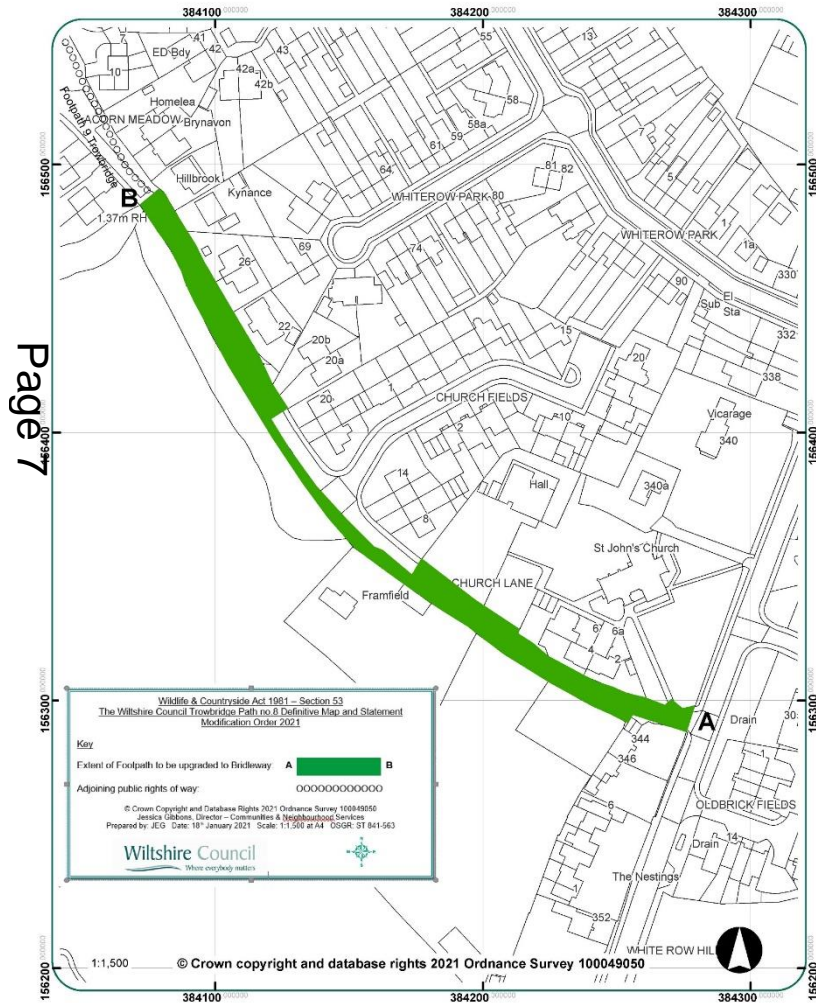 384100
384200
384300
156500
156400
156300
156200
156500
156400
156300
156200
Page 7
7
41
42
43
ED Bdy
42a
42b
10
Homelea
ACORN MEADOW
Brynavon
Footpath 9 Trowbridge
55
13
58
58a
59
61
64
7
5
81
82
Hillbrook
Kynance
WHITEROW PARK
80
B
1.37m RH
69
74
WHITEROW PARK
1
1a
330
26
90
El
Sub
Sta
22
20b
20a
15
332
20
338
20
1
CHURCH FIELDS
Vicarage
340
2
10
14
Hall
340a
8
St John's Church
CHURCH LANE
Framfield
6
6a
4
2
A
Drain
344
346
1
6
OLDBRICK FIELDS
14
Drain
The Nestings
1
352
Wildlife & Countryside Act 1981 – Section 53
The Wiltshire Council Trowbridge Path no.8 Definitive Map and Statement
Modification Order 2021
Key
Extent of Footpath to be upgraded to Bridleway: A B
Adjoining public rights of way: OOOOOOOOOOOO
© Crown Copyright and Database Rights 2021 Ordnance Survey 100049050
Jessica Gibbons, Director – Communities & Neighbourhood Services
Prepared by: JEG Date: 18th January 2021 Scale: 1:1,500 at A4 OSGR: ST 841-563
Wiltshire Council
Where everybody matters
WHITE ROW HILL
1:1,500
© Crown copyright and database rights 2021 Ordnance Survey 100049050
384100
384200
384300